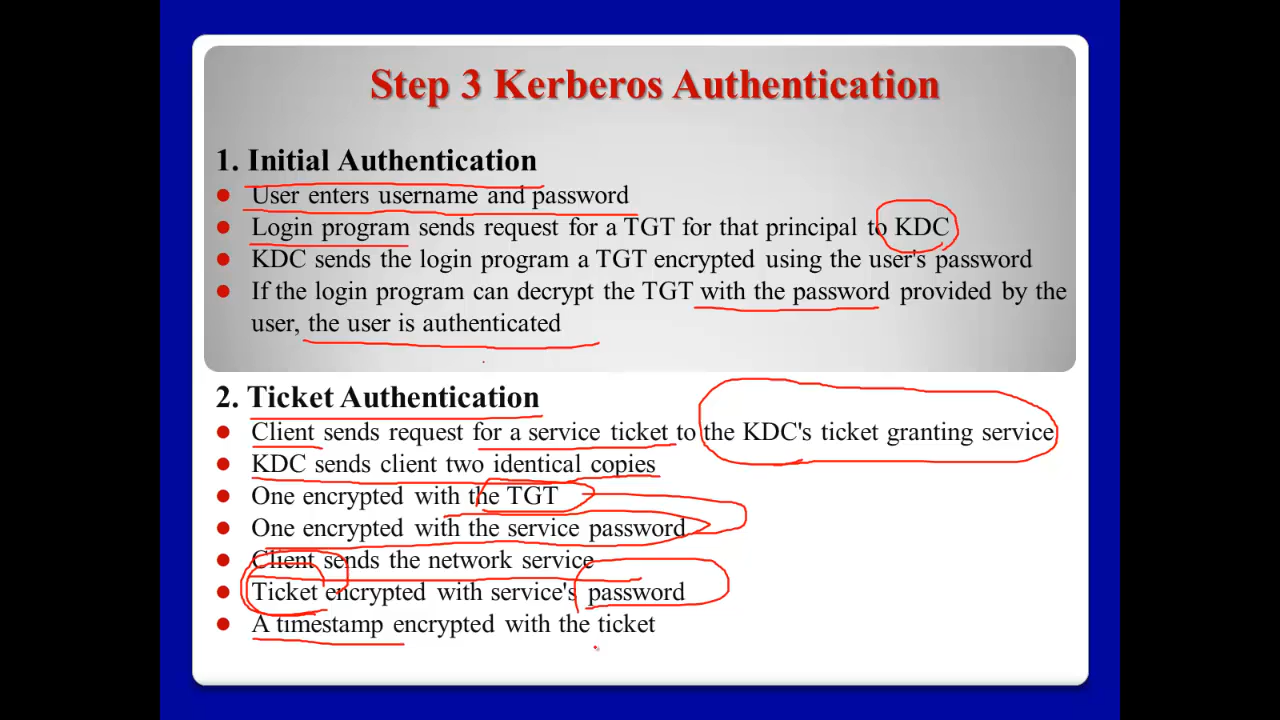 Step 3 Kerberos Authentication
1. Initial Authentication
● User enters username and password
● Login program sends request for a TGT for that principal to KDC
● KDC sends the login program a TGT encrypted using the user's password
● If the login program can decrypt the TGT with the password provided by the
user, the user is authenticated
2. Ticket Authentication
● Client sends request for a service ticket to the KDC's ticket granting service
● KDC sends client two identical copies
● One encrypted with the TGT
● One encrypted with the service password
● Client sends the network service
● Ticket encrypted with service's password
● A timestamp encrypted with the ticket